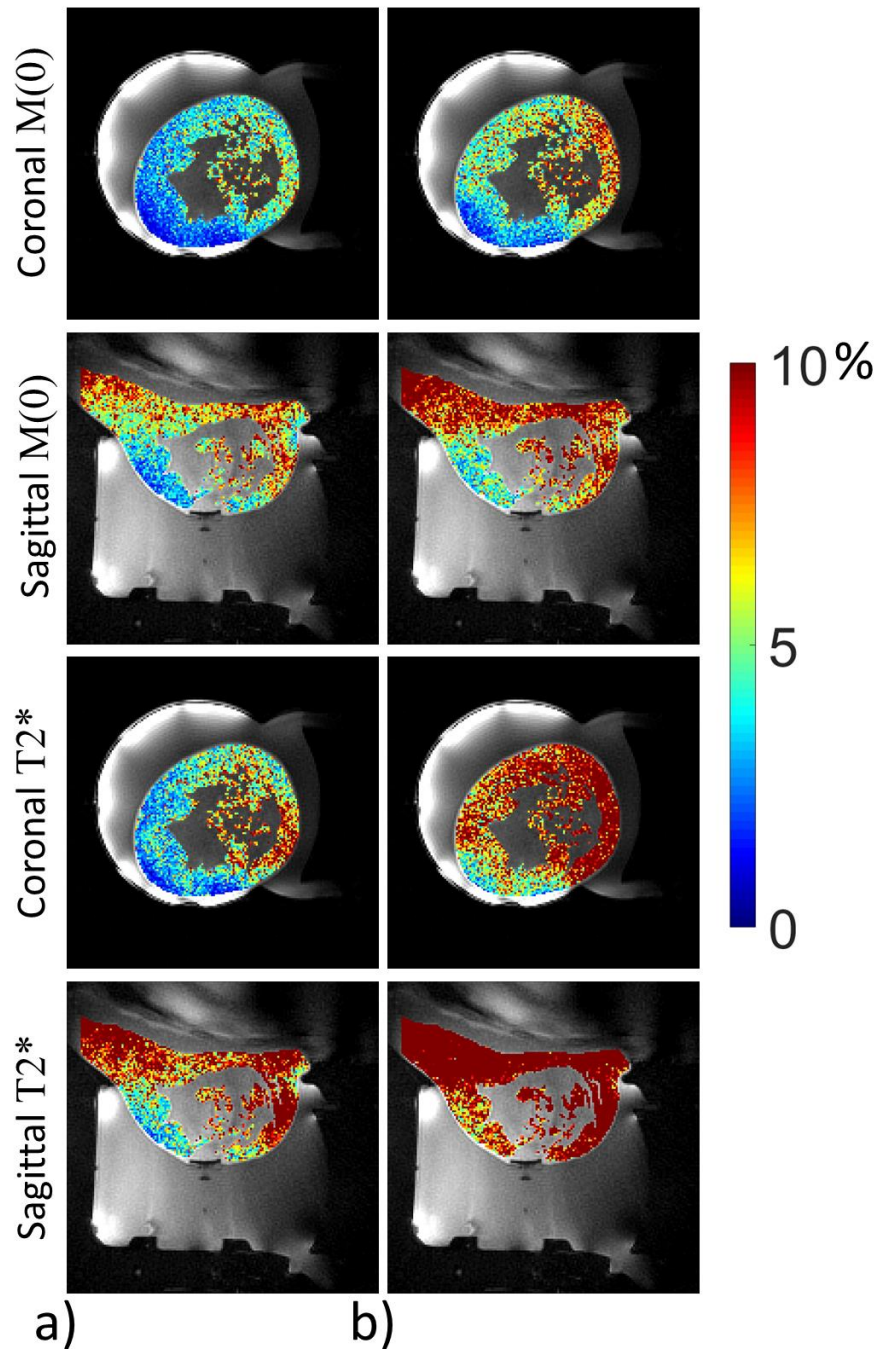 Coronal M(0)
Sagittal M(0)
Coronal T2*
Sagittal T2*
10 %
5
0
a)
b)